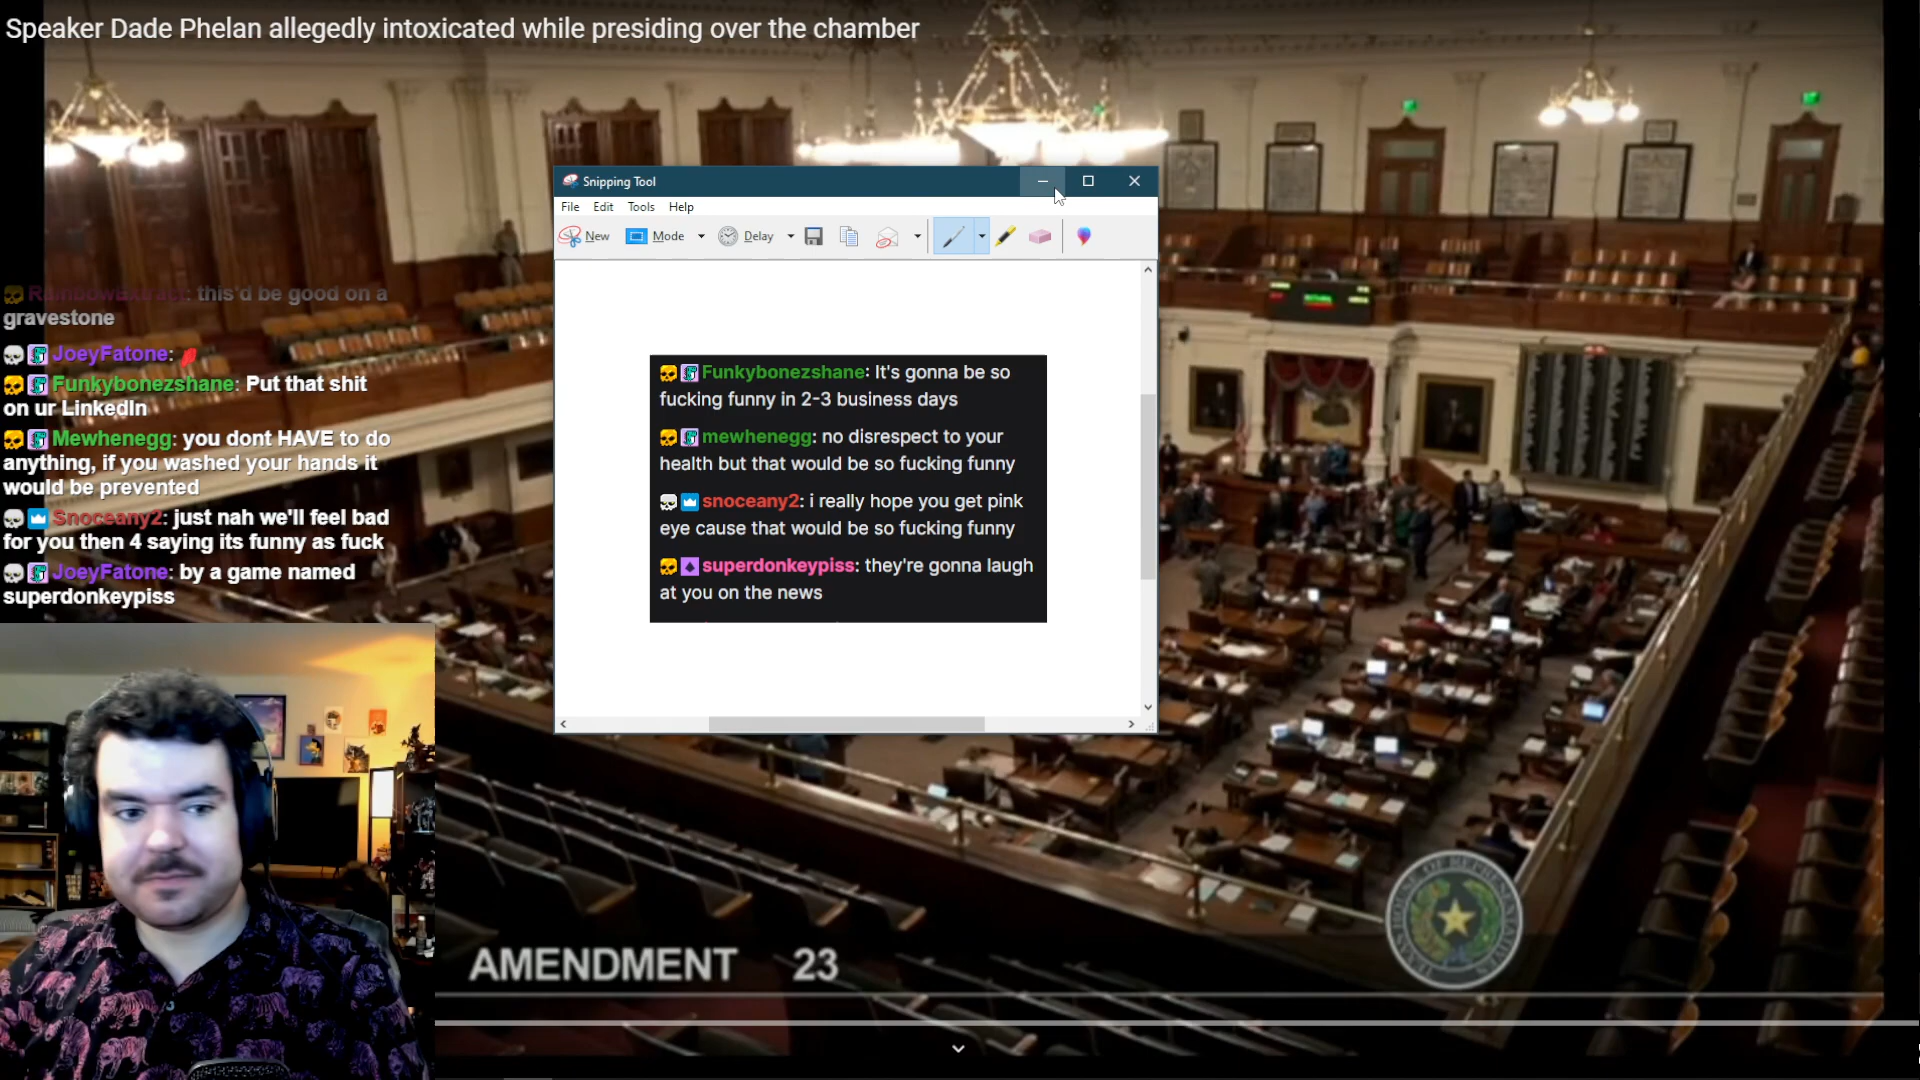 Speaker Dade Phelan allegedly intoxicated while presiding over the chamber
Snipping Tool
File Edit Tools Help
New Mode Delay
Funkybonezshane: It's gonna be so
fucking funny in 2-3 business days
mewhenegg: no disrespect to your
health but that would be so fucking funny
snoceany2: i really hope you get pink
eye cause that would be so fucking funny
superdonkeypiss: they're gonna laugh
at you on the news
RainbowExtract: this'd be good on a
gravestone
JoeyFatone:
Funkybonezshane: Put that shit
on ur LinkedIn
Mewhenegg: you dont HAVE to do
anything, if you washed your hands it
would be prevented
Snoceany2: just nah we'll feel bad
for you then 4 saying its funny as fuck
JoeyFatone: by a game named
superdonkeypiss
AMENDMENT 23
HOUSE OF REPRESENTATIVES